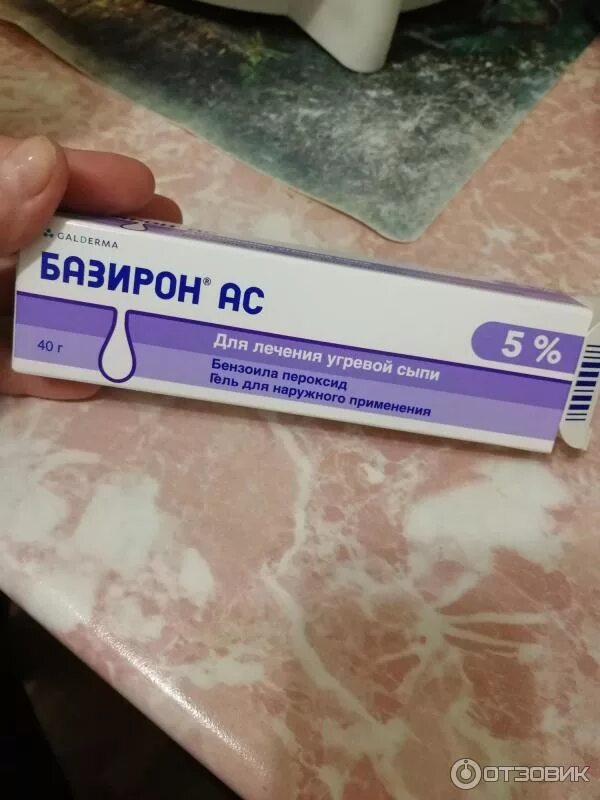 GALDERMA
БАЗИРОН® АС
5 %
Для лечения угревой сыпи
40 г
Бензоила пероксид
Гель для наружного применения
ОТЗОВИК